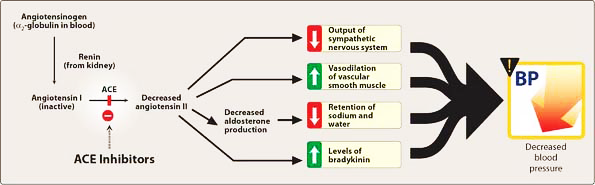 Angiotensinogen
(α₂-globulin in blood)
Renin
(from kidney)
Angiotensin I
(inactive)
ACE
Decreased
angiotensin II
ACE Inhibitors
Decreased
aldosterone
production
Output of
sympathetic
nervous system
Vasodilation
of vascular
smooth muscle
Retention of
sodium and
water
Levels of
bradykinin
!
BP
Decreased
blood
pressure